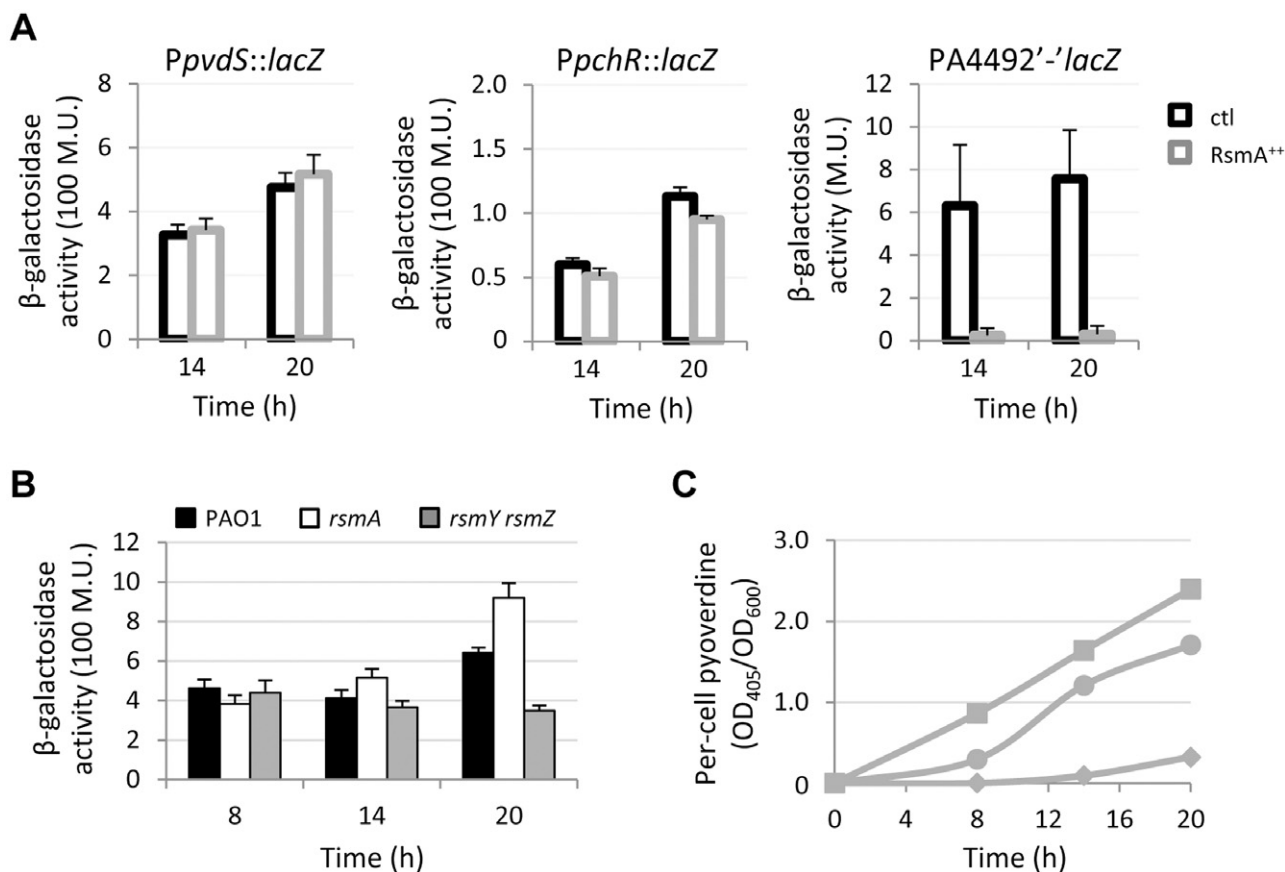 A
PpvdS::lacZ
β-galactosidase
activity (100 M.U.)
8
6
4
2
0
14
20
Time (h)
PpchR::lacZ
β-galactosidase
activity (100 M.U.)
2.0
1.5
1.0
0.5
0
14
20
Time (h)
PA4492’-’lacZ
β-galactosidase
activity (M.U.)
12
10
8
6
4
2
0
14
20
Time (h)
ctl
RsmA⁺⁺
B
PAO1
rsmA
rsmY rsmZ
β-galactosidase
activity (100 M.U.)
12
10
8
6
4
2
0
8
14
20
Time (h)
C
Per-cell pyoverdine
(OD₄₀₅/OD₆₀₀)
3.0
2.0
1.0
0
0
4
8
12
16
20
Time (h)